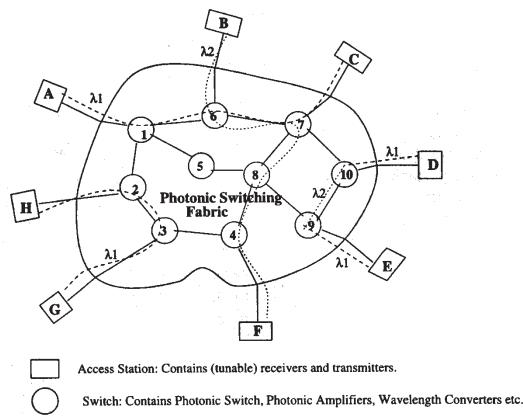 B
λ2
C
A
λ1
6
7
1
λ1
D
5
8
10
2
λ2
H
Photonic Switching
Fabric
3
4
9
λ1
λ1
E
G
F
Access Station: Contains (tunable) receivers and transmitters.
Switch: Contains Photonic Switch, Photonic Amplifiers, Wavelength Converters etc.